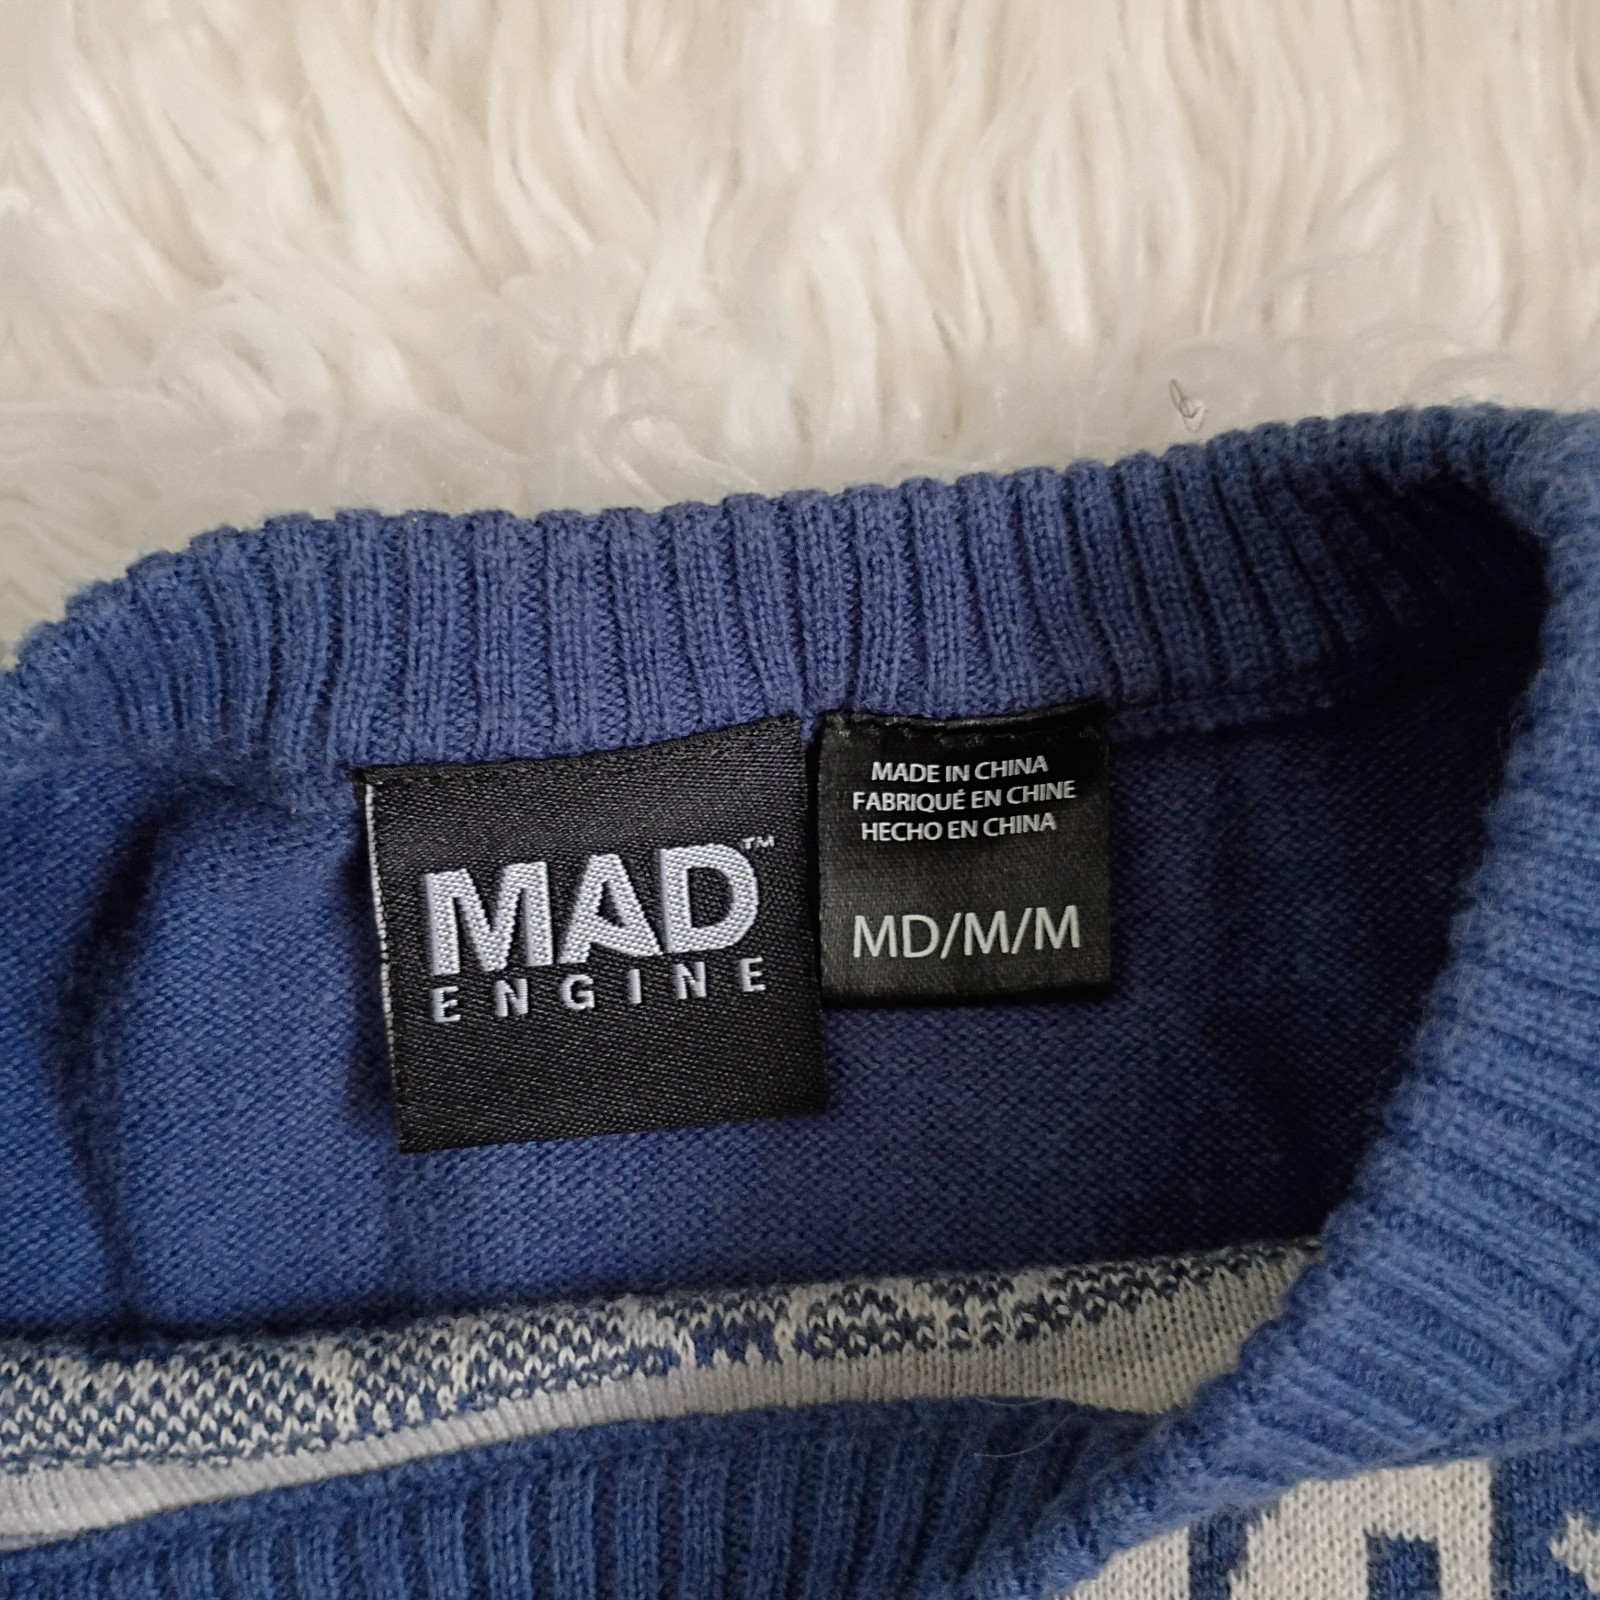 MAD™
ENGINE
MADE IN CHINA
FABRIQUÉ EN CHINE
HECHO EN CHINA
MD/M/M